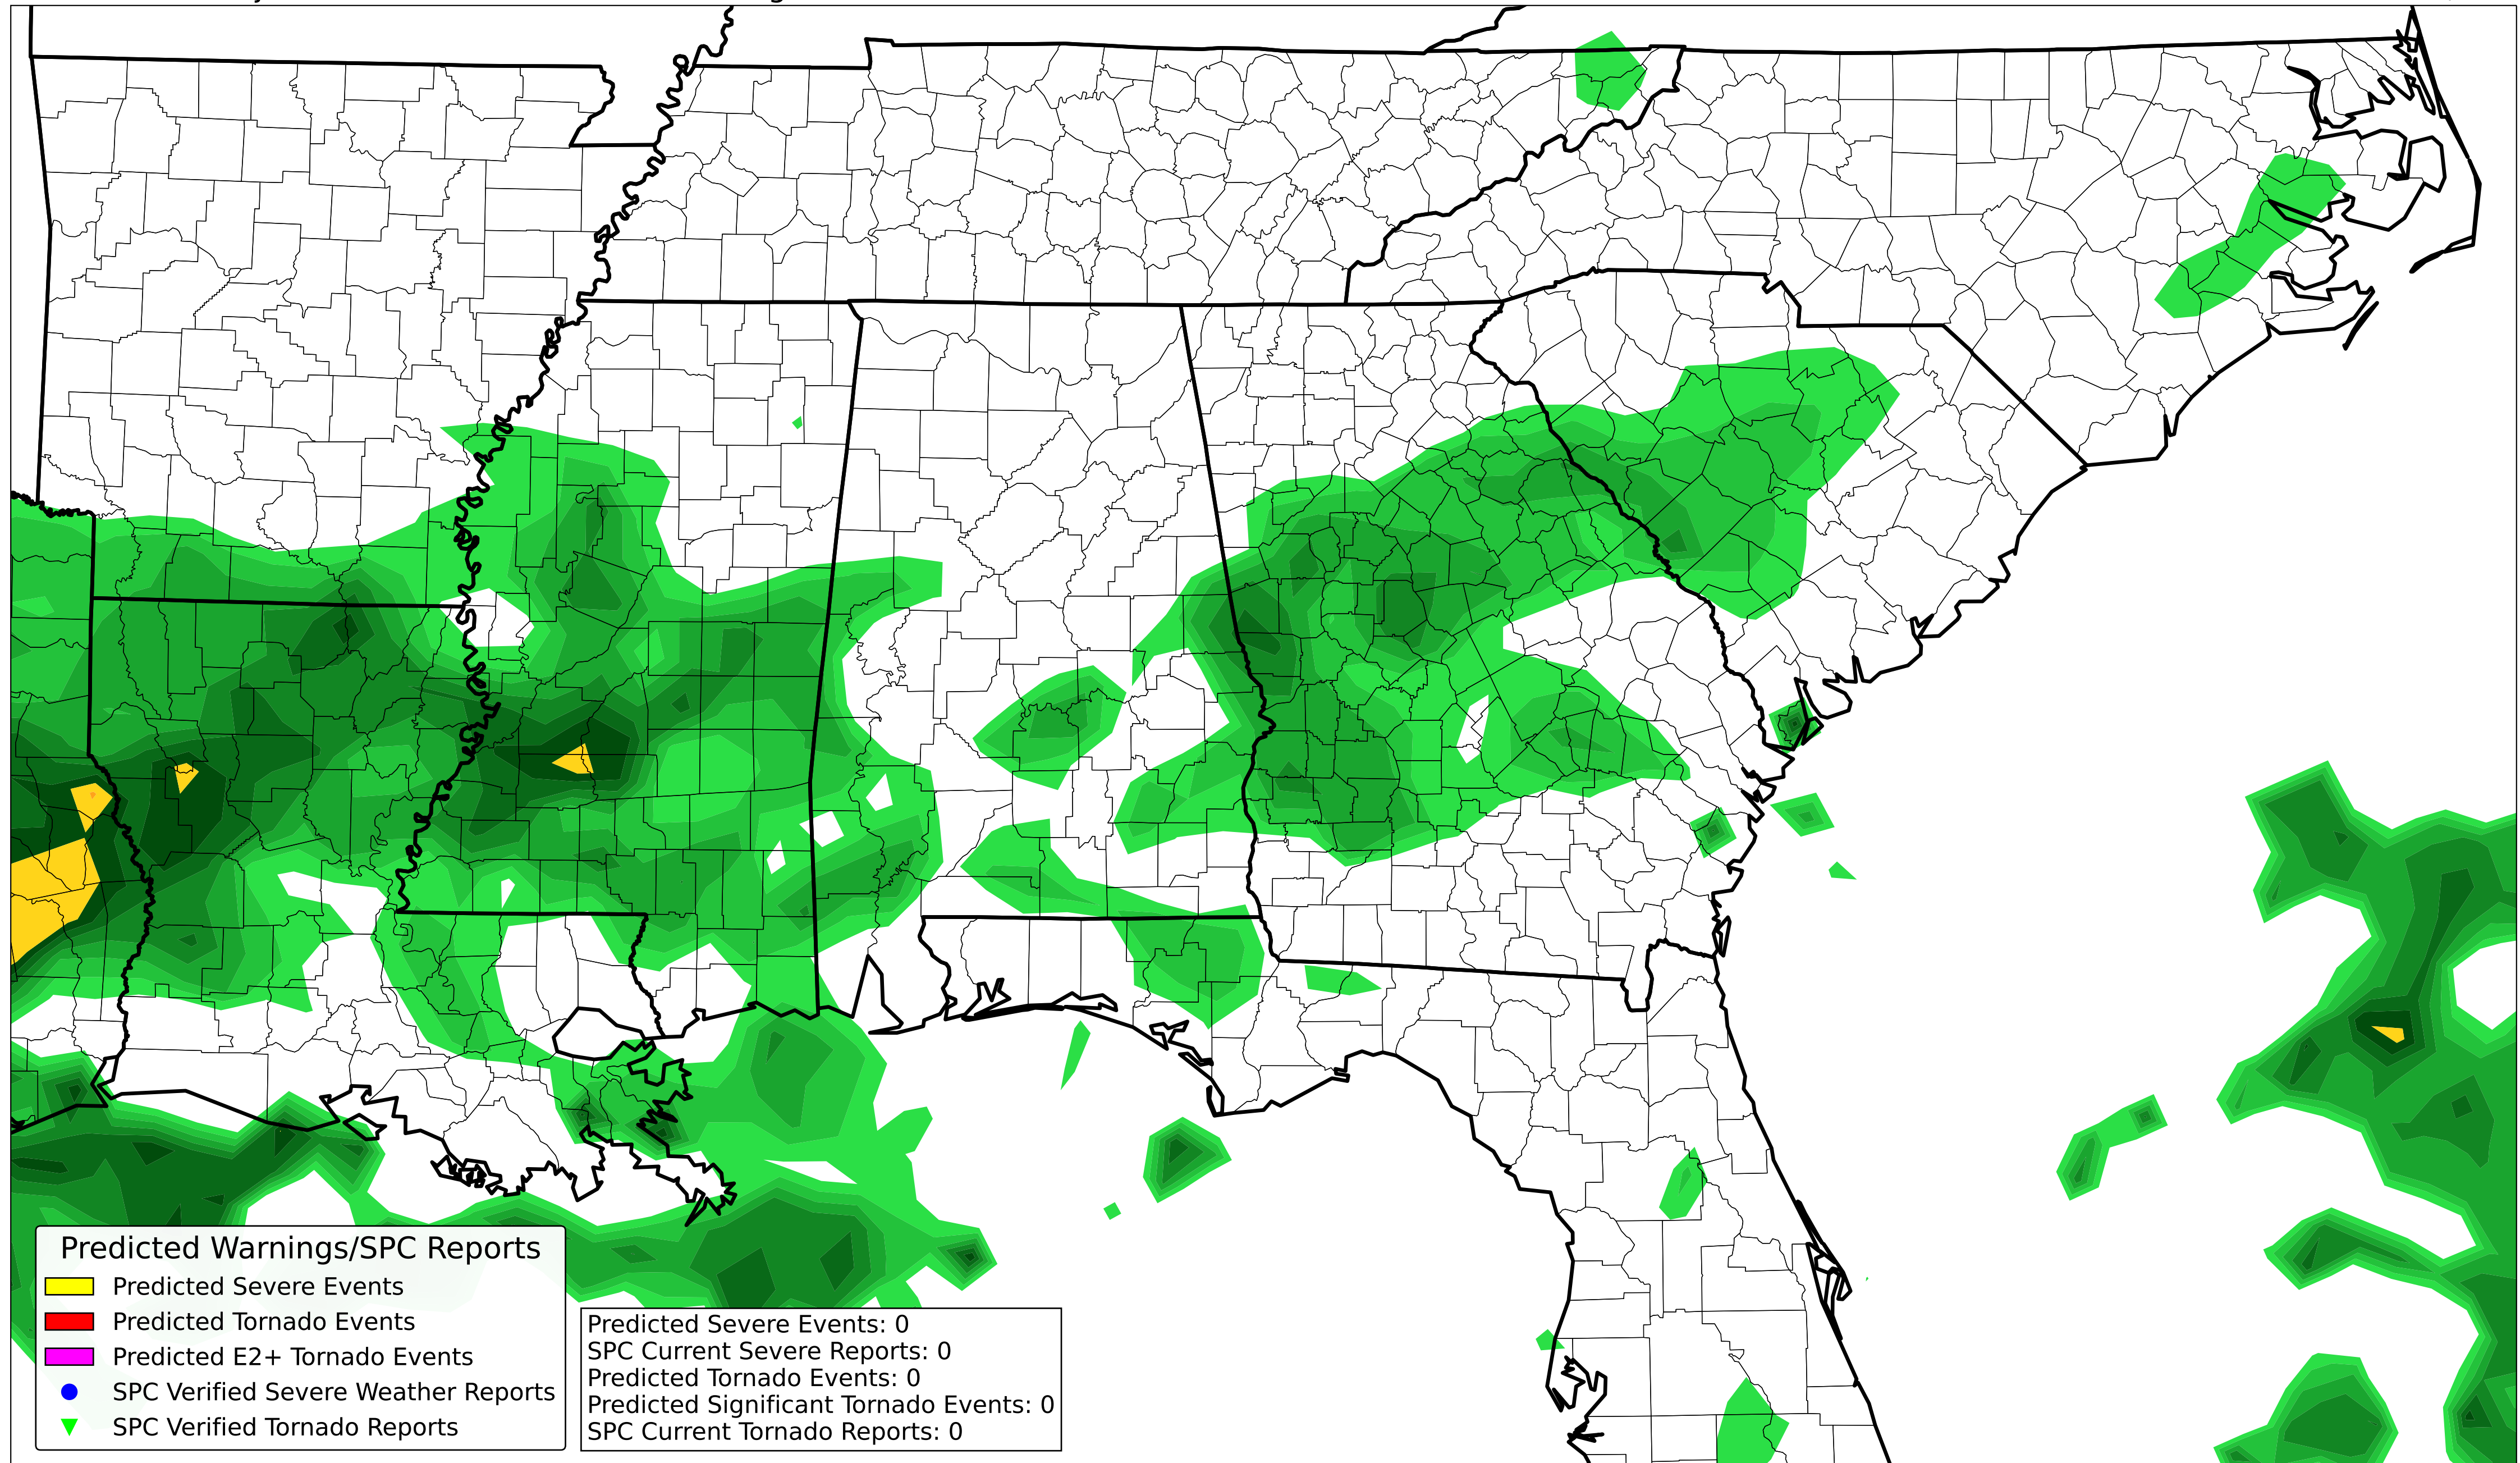 Predicted Warnings/SPC Reports
Predicted Severe Events
Predicted Tornado Events
Predicted E2+ Tornado Events
SPC Verified Severe Weather Reports
SPC Verified Tornado Reports
Predicted Severe Events: 0
SPC Current Severe Reports: 0
Predicted Tornado Events: 0
Predicted Significant Tornado Events: 0
SPC Current Tornado Reports: 0